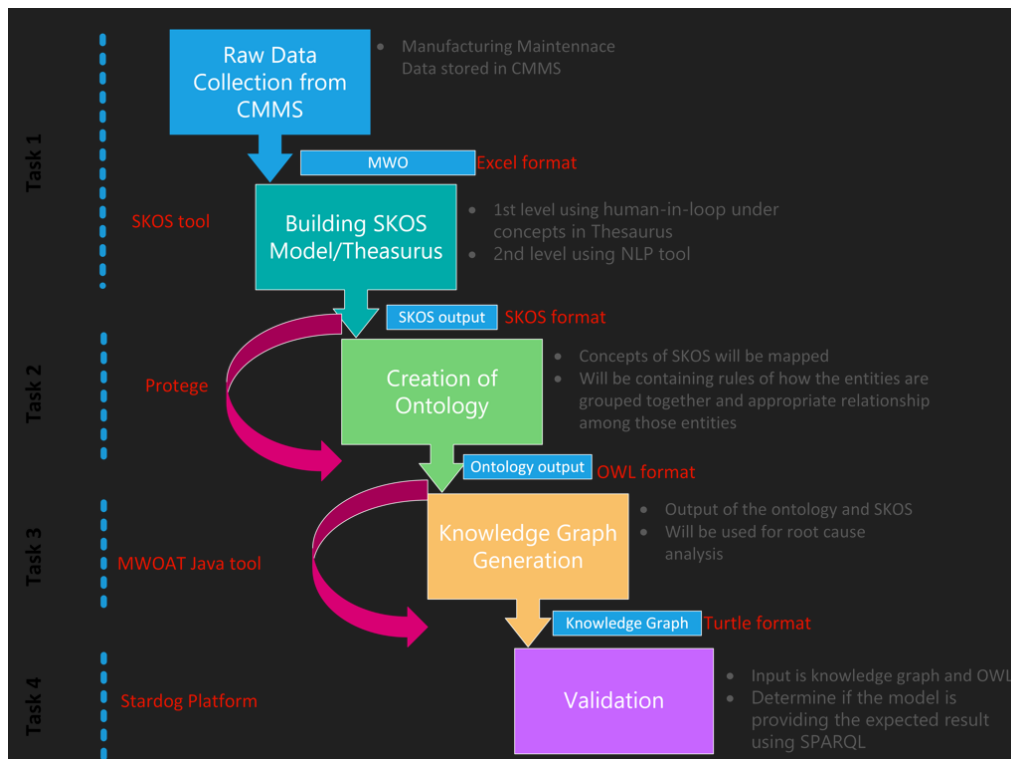 Task 1
Raw Data
Collection from
CMMS
• Manufacturing Maintennace
Data stored in CMMS
MWO
Excel format
SKOS tool
Building SKOS
Model/Theasurus
• 1st level using human-in-loop under
concepts in Thesaurus
• 2nd level using NLP tool
SKOS output
SKOS format
Task 2
Protege
Creation of
Ontology
• Concepts of SKOS will be mapped
• Will be containing rules of how the entities are
grouped together and appropriate relationship
among those entities
Ontology output
OWL format
Task 3
MWOAT Java tool
Knowledge Graph
Generation
• Output of the ontology and SKOS
• Will be used for root cause
analysis
Knowledge Graph
Turtle format
Task 4
Stardog Platform
Validation
• Input is knowledge graph and OWL
• Determine if the model is
providing the expected result
using SPARQL